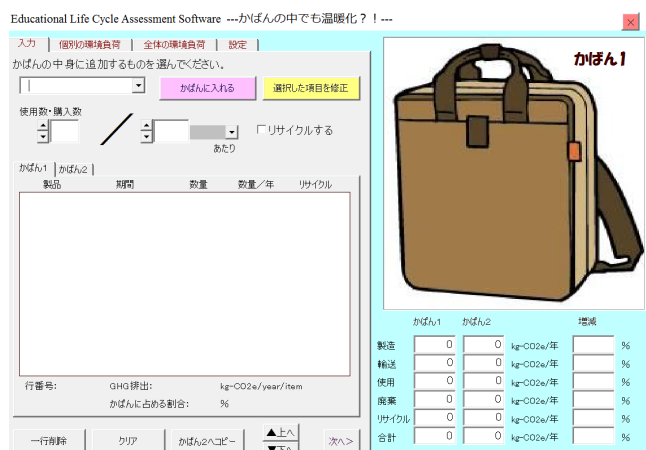 Educational Life Cycle Assessment Software ---かばんの中でも温暖化？！---
入力 個別の環境負荷 全体の環境負荷 設定
かばんの中身に追加するものを選んでください。
かばんに入れる 選択した項目を修正
使用数・購入数
あたり
リサイクルする
かばん1 かばん2
製品 期間 数量 数量／年 リサイクル
行番号: GHG排出: kg-CO2e/year/item
かばんに占める割合: %
一行削除 クリア かばん2へコピー ▲上へ ▼下へ 次へ>
かばん1
かばん1 かばん2 増減
製造 0 0 kg-CO2e/年 %
輸送 0 0 kg-CO2e/年 %
使用 0 0 kg-CO2e/年 %
廃棄 0 0 kg-CO2e/年 %
リサイクル 0 0 kg-CO2e/年 %
合計 0 0 kg-CO2e/年 %